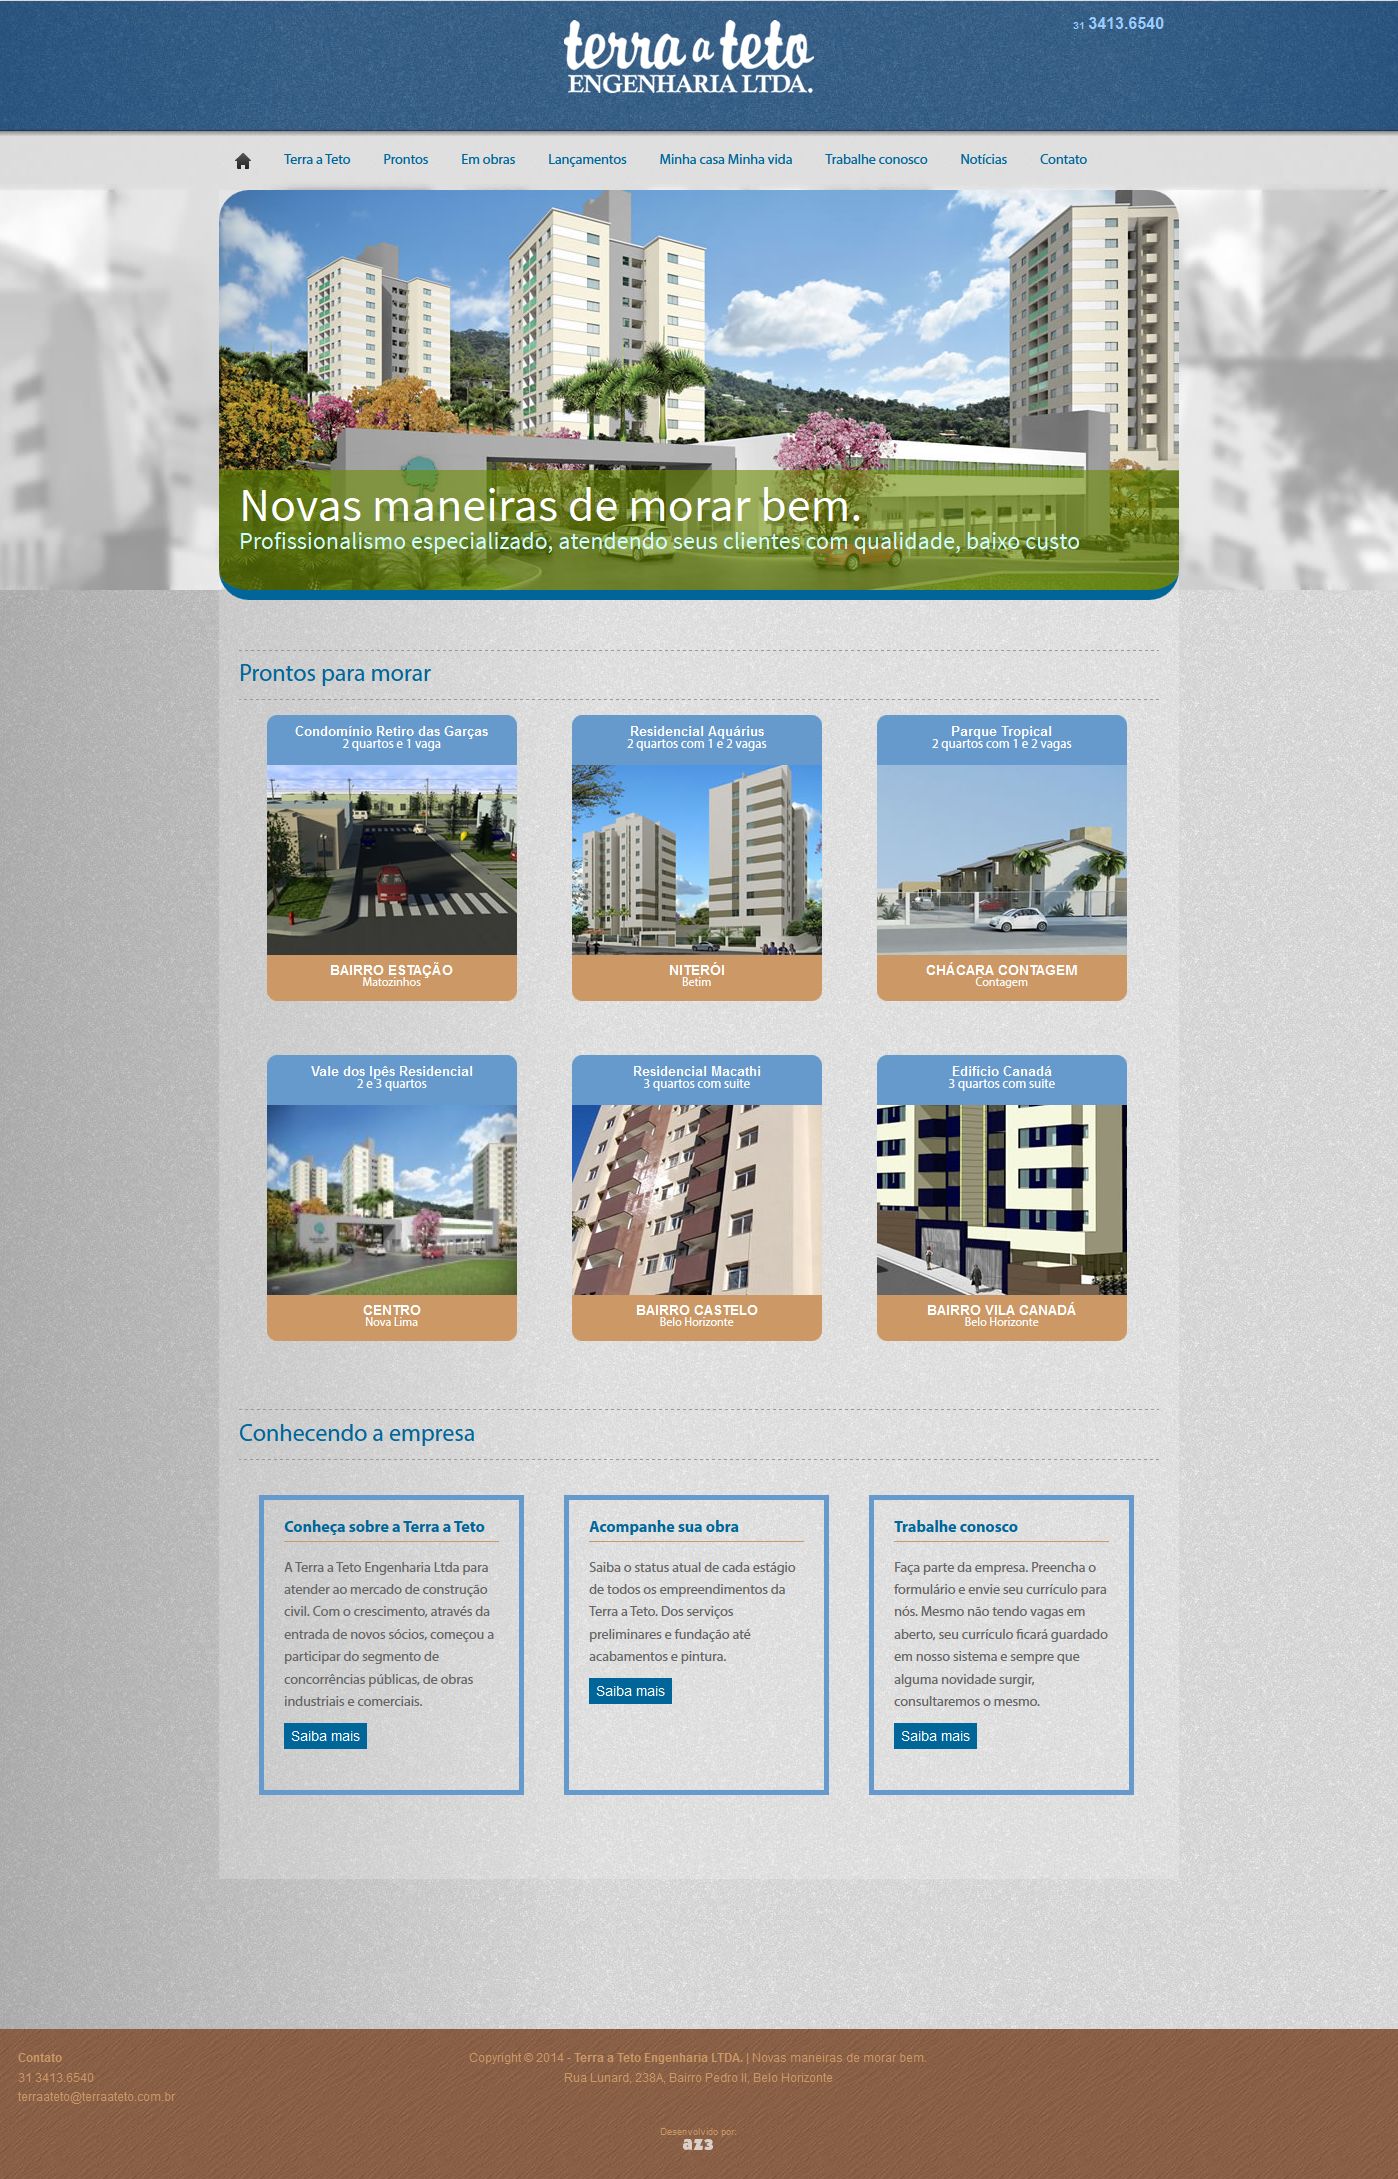 terra a teto
ENGENHARIA LTDA.
31 3413.6540
Terra a Teto Prontos Em obras Lançamentos Minha casa Minha vida Trabalhe conosco Notícias Contato
Novas maneiras de morar bem.
Profissionalismo especializado, atendendo seus clientes com qualidade, baixo custo
Prontos para morar
Condomínio Retiro das Garças
2 quartos e 1 vaga
BAIRRO ESTAÇÃO
Matozinhos
Residencial Aquárius
2 quartos com 1 e 2 vagas
NITERÓI
Betim
Parque Tropical
2 quartos com 1 e 2 vagas
CHÁCARA CONTAGEM
Contagem
Vale dos Ipês Residencial
2 e 3 quartos
CENTRO
Nova Lima
Residencial Macathi
3 quartos com suíte
BAIRRO CASTELO
Belo Horizonte
Edifício Canadá
3 quartos com suíte
BAIRRO VILA CANADÁ
Belo Horizonte
Conhecendo a empresa
Conheça sobre a Terra a Teto
A Terra a Teto Engenharia Ltda para
atender ao mercado de construção
civil. Com o crescimento, através da
entrada de novos sócios, começou a
participar do segmento de
concorrências públicas, de obras
industriais e comerciais.
Saiba mais
Acompanhe sua obra
Saiba o status atual de cada estágio
de todos os empreendimentos da
Terra a Teto. Dos serviços
preliminares e fundação até
acabamentos e pintura.
Saiba mais
Trabalhe conosco
Faça parte da empresa. Preencha o
formulário e envie seu currículo para
nós. Mesmo não tendo vagas em
aberto, seu currículo ficará guardado
em nosso sistema e sempre que
alguma novidade surgir,
consultaremos o mesmo.
Saiba mais
Contato
31 3413.6540
terraateto@terraateto.com.br
Copyright © 2014 - Terra a Teto Engenharia LTDA. | Novas maneiras de morar bem.
Rua Lunard, 238A, Bairro Pedro II, Belo Horizonte
Desenvolvido por:
az3